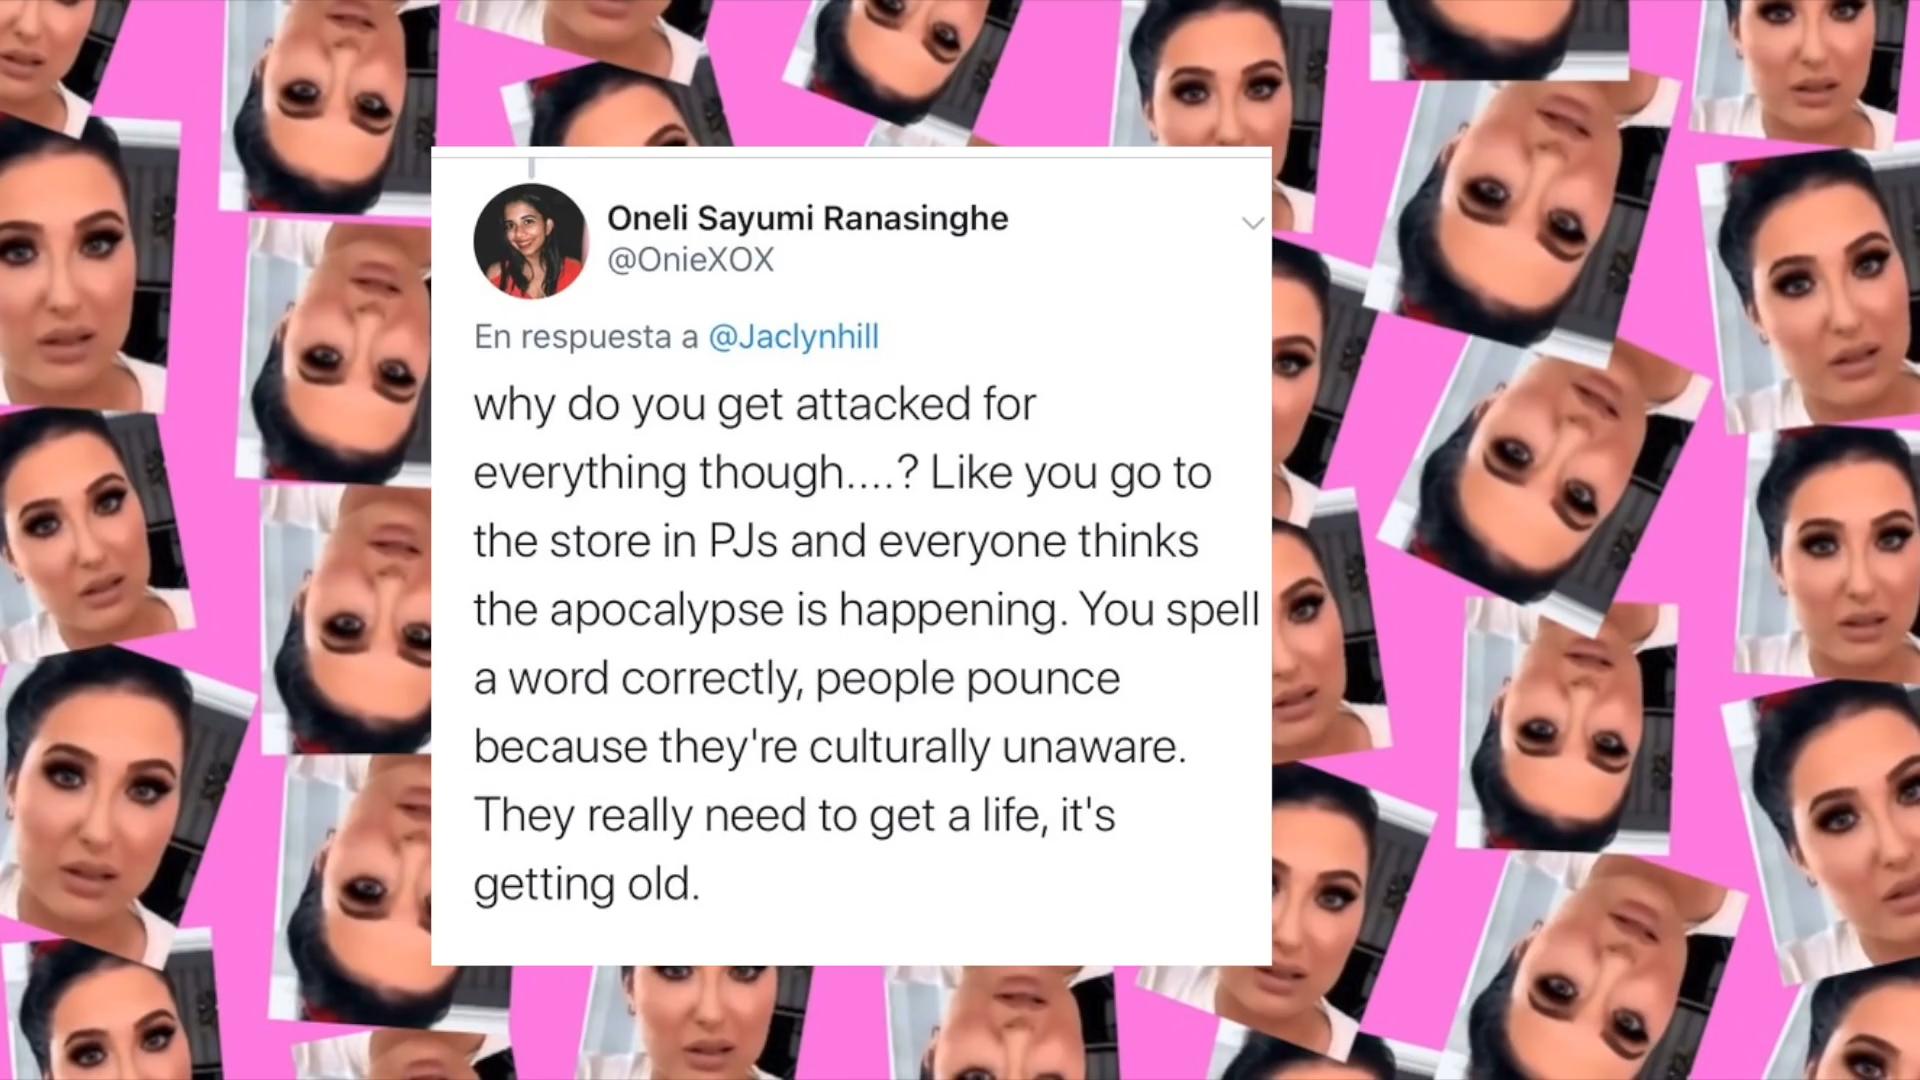 Oneli Sayumi Ranasinghe
@OnieXOX
En respuesta a @Jaclynhill
why do you get attacked for
everything though....? Like you go to
the store in PJs and everyone thinks
the apocalypse is happening. You spell
a word correctly, people pounce
because they're culturally unaware.
They really need to get a life, it's
getting old.